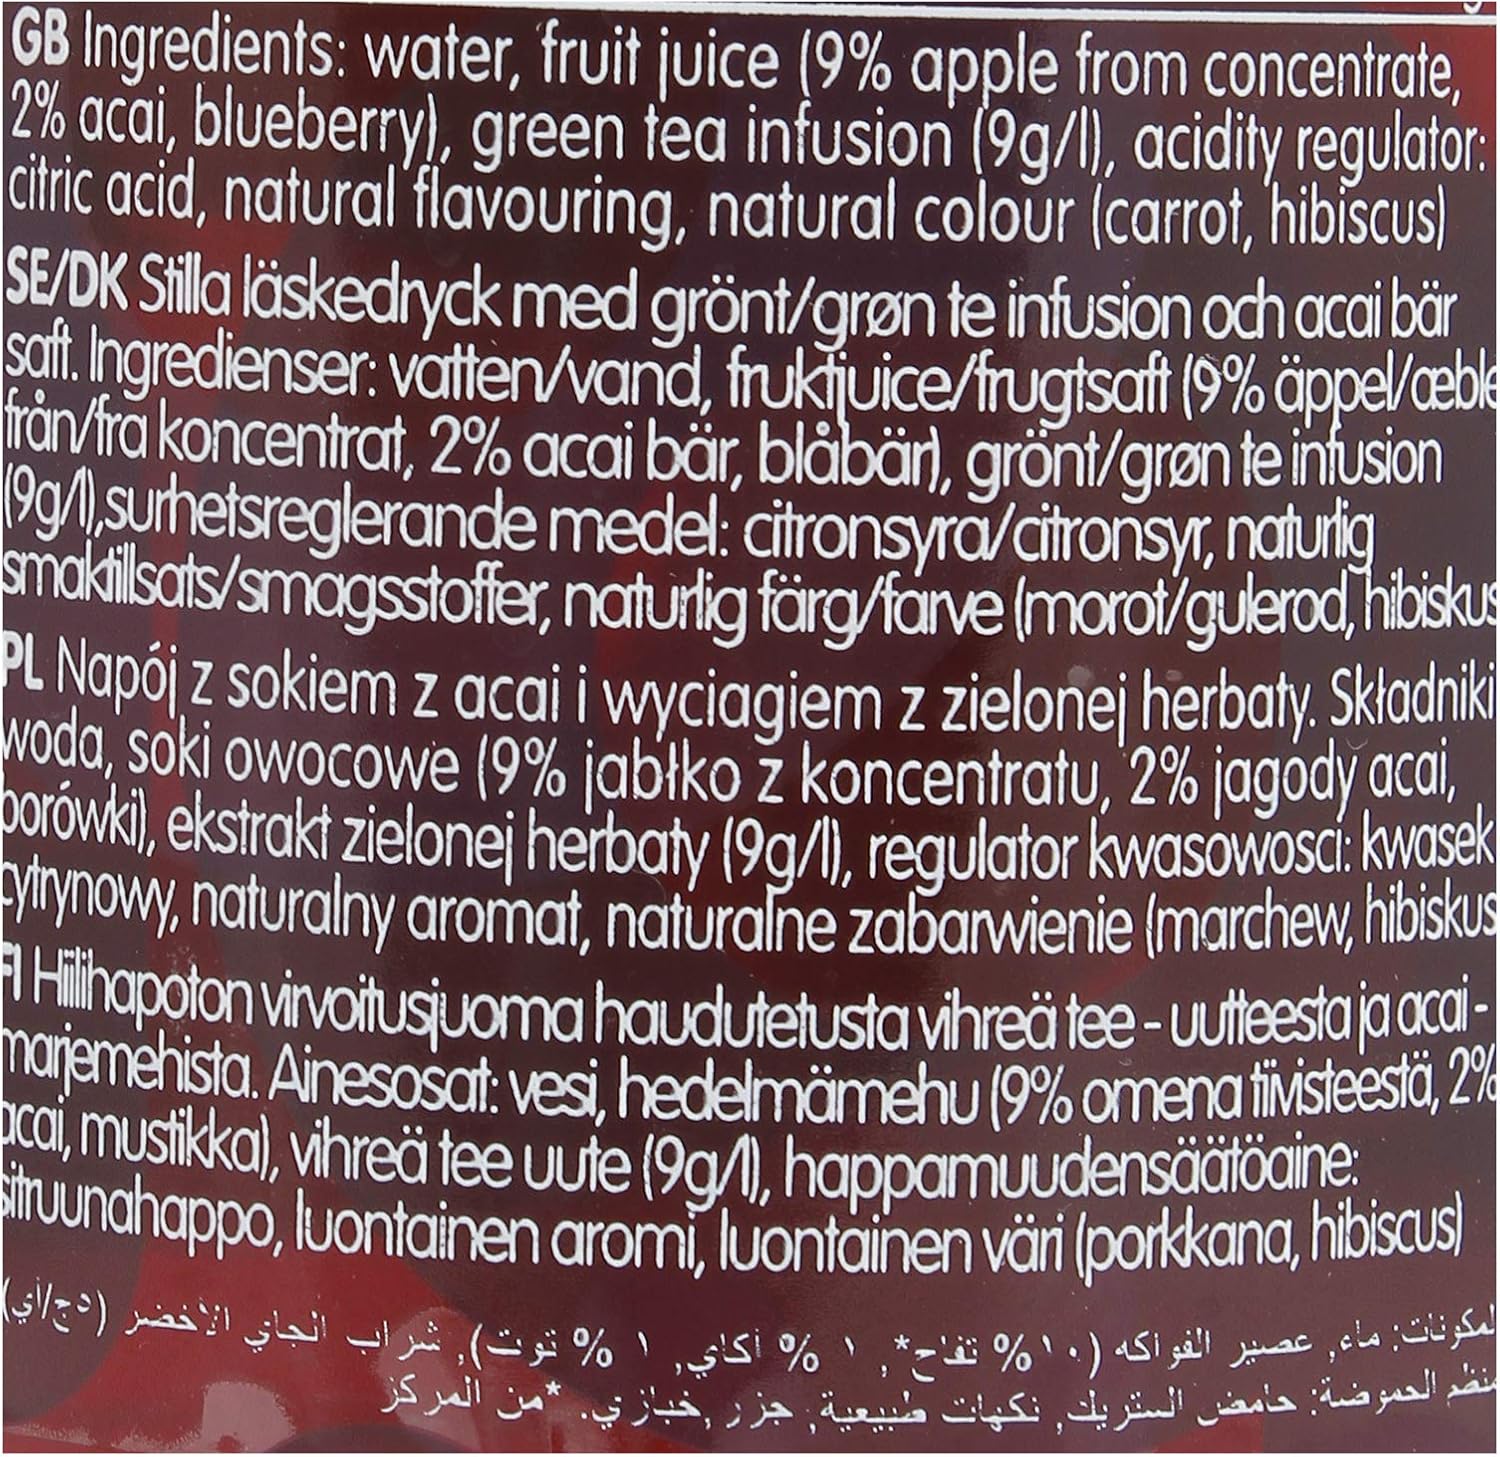 GB Ingredients: water, fruit juice (9% apple from concentrate,
2% acai, blueberry), green tea infusion (9g/l), acidity regulator:
citric acid, natural flavouring, natural colour (carrot, hibiscus)
SE/DK Stilla läskedryck med grönt/grøn te infusion och acai bär
saft. Ingredienser: vatten/vand, fruktjuice/frugtsaft (9% äppel/æble
från/fra koncentrat, 2% acai bär, blåbär), grönt/grøn te infusion
(9g/l),surhetsreglerande medel: citronsyra/citronsyr, naturlig
smaktillsats/smagsstoffer, naturlig färg/farve (morot/gulerod, hibiskus
PL Napój z sokiem z acai i wyciagiem z zielonej herbaty. Składniki
woda, soki owocowe (9% jabłko z koncentratu, 2% jagody acai,
borówki), ekstrakt zielonej herbaty (9g/l), regulator kwasowosci: kwasek
cytrynowy, naturalny aromat, naturalne zabarwienie (marchew, hibiskus
FI Hiilihapoton virvoitusjuoma haudutetusta vihreä tee - uutteesta ja acai -
marjemehista. Ainesosat: vesi, hedelmämehu (9% omena tiivisteestä, 2%
acai, mustikka), vihreä tee uute (9g/l), happamuudensäätöaine:
sitruunahappo, luontainen aromi, luontainen väri (porkkana, hibiscus)
المكونات: ماء, عصير الفواكه (١٠% تفاح*, ١ % أكاي, ١ % توت), شراب الجاي الاخضر (دج/أي)
منظم الحموضة: حامض الستريك, نكهات طبيعية, جزر, خبازي. *من المركز